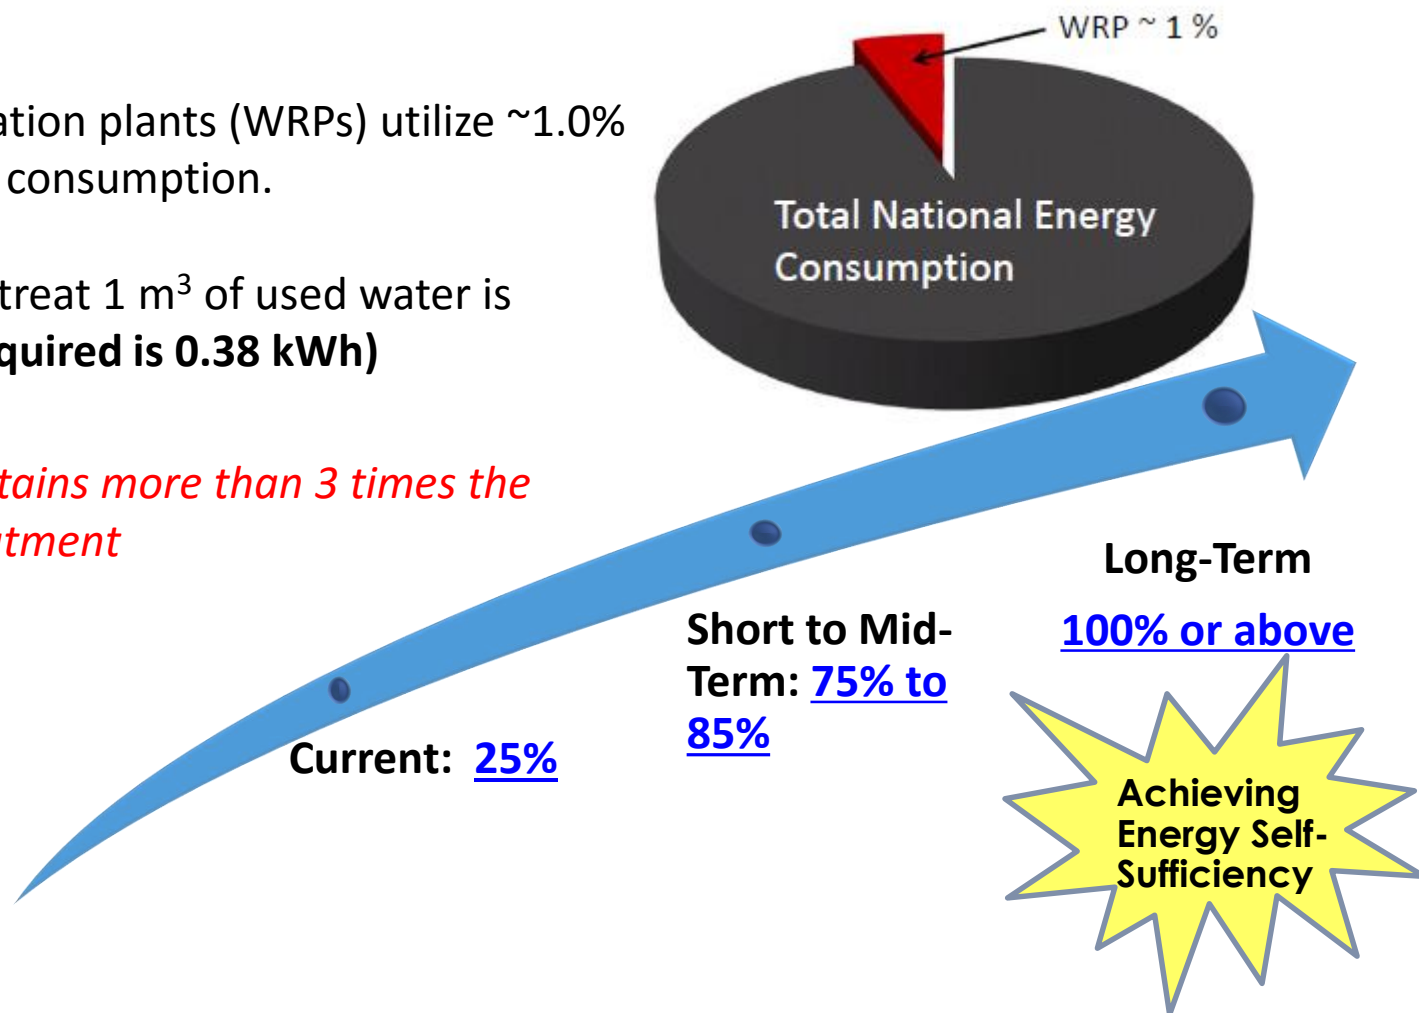 WRP ~ 1 %
ation plants (WRPs) utilize ~1.0%
consumption.
Total National Energy
Consumption
treat 1 m³ of used water is
quired is 0.38 kWh)
tains more than 3 times the
atment
Long-Term
100% or above
Short to Mid-
Term: 75% to
85%
Current: 25%
Achieving
Energy Self-
Sufficiency